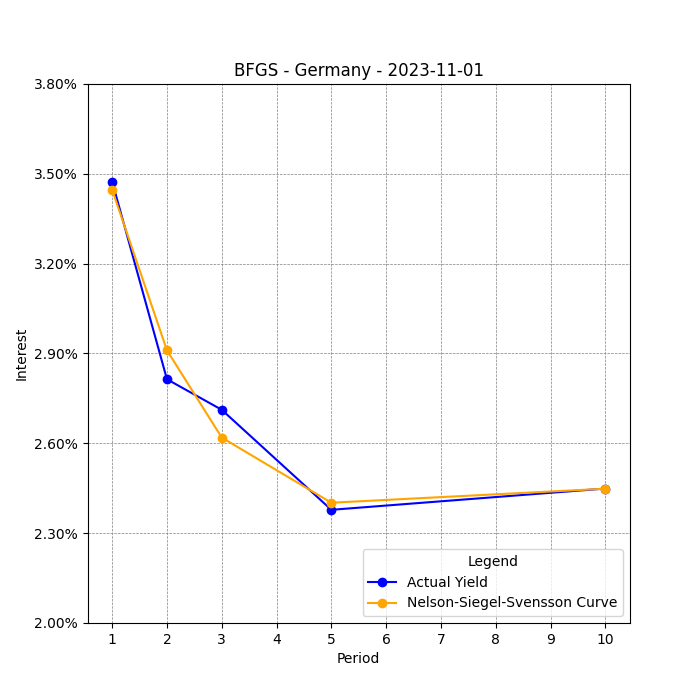 BFGS - Germany - 2023-11-01
3.80%
3.50%
3.20%
2.90%
2.60%
2.30%
2.00%
Interest
Legend
Actual Yield
Nelson-Siegel-Svensson Curve
1 2 3 4 5 6 7 8 9 10
Period